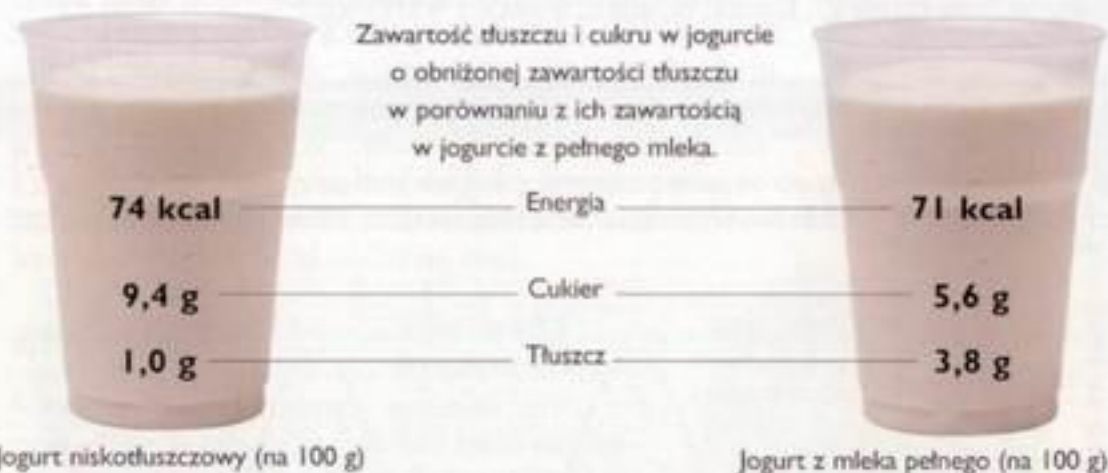 Zawartość tłuszczu i cukru w jogurcie
o obniżonej zawartości tłuszczu
w porównaniu z ich zawartością
w jogurcie z pełnego mleka.
74 kcal Energia 71 kcal
9,4 g Cukier 5,6 g
1,0 g Tłuszcz 3,8 g
Jogurt niskotłuszczowy (na 100 g) Jogurt z mleka pełnego (na 100 g)